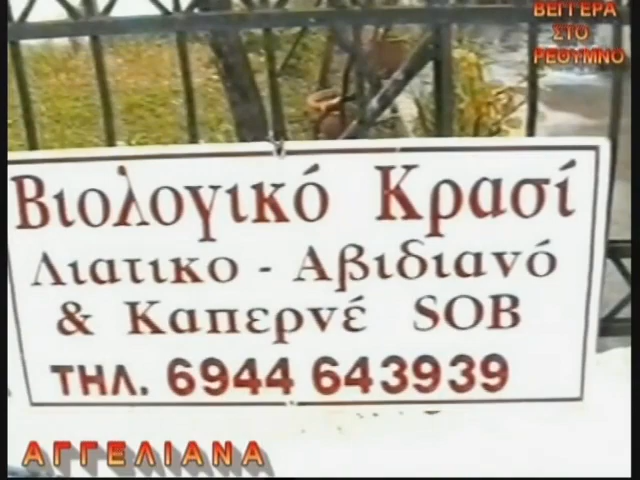 ΒΕΓΓΕΡΑ
ΣΤΟ
ΡΕΘΥΜΝΟ
Βιολογικό Κρασί
Λιατικο - Αβιδιανό
& Καπερνέ SOB
ΤΗΛ. 6944 643939
ΑΓΓΕΛΙΑΝΑ